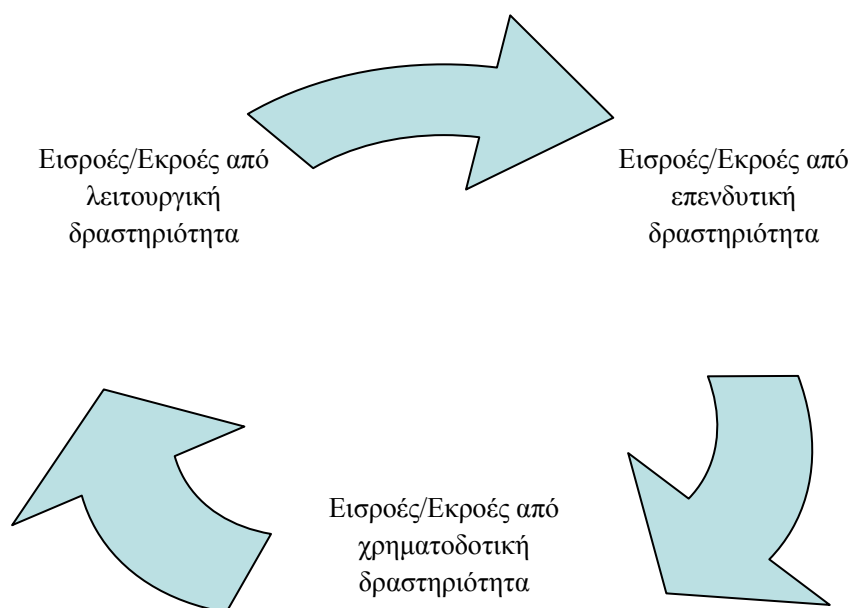 Εισροές/Εκροές από
λειτουργική
δραστηριότητα
Εισροές/Εκροές από
επενδυτική
δραστηριότητα
Εισροές/Εκροές από
χρηματοδοτική
δραστηριότητα